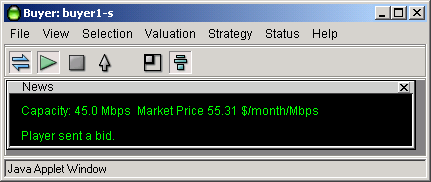 Buyer: buyer1-s
File View Selection Valuation Strategy Status Help
News
Capacity: 45.0 Mbps Market Price 55.31 $/month/Mbps
Player sent a bid.
Java Applet Window